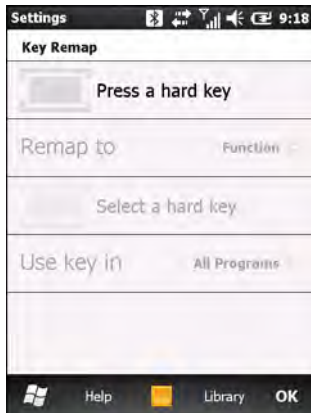 Settings 9:18
Key Remap
Press a hard key
Remap to Function
Select a hard key
Use key in All Programs
Help Library OK